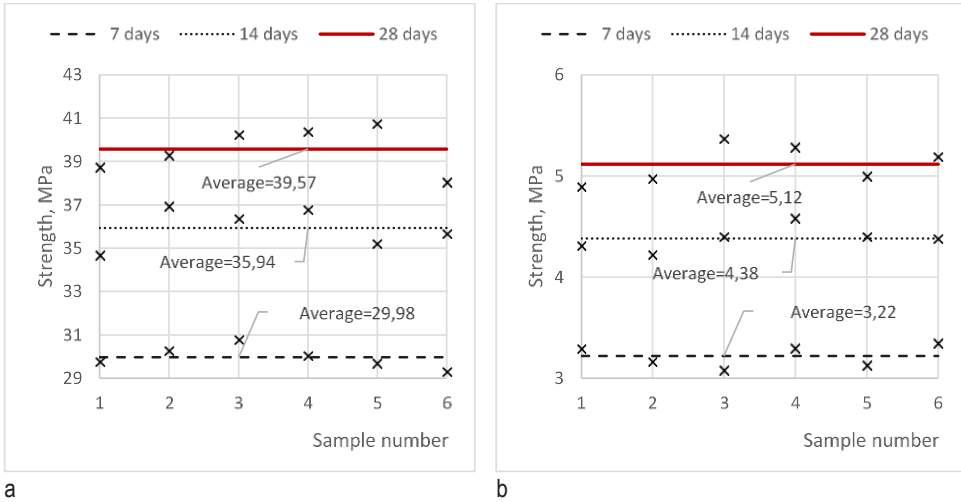 7 days 14 days 28 days
43
41
39
37
35
33
31
29
Strength, MPa
Average=39,57
Average=35,94
Average=29,98
1 2 3 4 5 6
Sample number
a
7 days 14 days 28 days
6
5
4
3
Strength, MPa
Average=5,12
Average=4,38
Average=3,22
1 2 3 4 5 6
Sample number
b